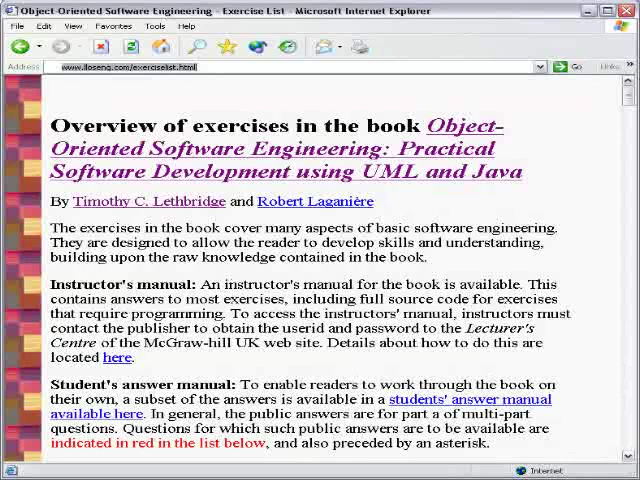 Object-Oriented Software Engineering - Exercise List - Microsoft Internet Explorer
File Edit View Favorites Tools Help
Back
Address www.lloseng.com/exerciselist.html Go Links »
Overview of exercises in the book Object-
Oriented Software Engineering: Practical
Software Development using UML and Java
By Timothy C. Lethbridge and Robert Laganière
The exercises in the book cover many aspects of basic software engineering.
They are designed to allow the reader to develop skills and understanding,
building upon the raw knowledge contained in the book.
Instructor's manual: An instructor's manual for the book is available. This
contains answers to most exercises, including full source code for exercises
that require programming. To access the instructors' manual, instructors must
contact the publisher to obtain the userid and password to the Lecturer's
Centre of the McGraw-hill UK web site. Details about how to do this are
located here.
Student's answer manual: To enable readers to work through the book on
their own, a subset of the answers is available in a students' answer manual
available here. In general, the public answers are for part a of multi-part
questions. Questions for which such public answers are to be available are
indicated in red in the list below, and also preceded by an asterisk.
Internet